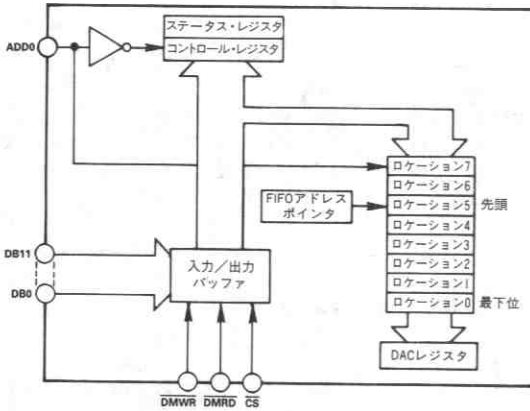 ステータス・レジスタ
ADD0
コントロール・レジスタ
ロケーション7
ロケーション6
FIFOアドレス
ポインタ
ロケーション5
先頭
ロケーション4
ロケーション3
ロケーション2
ロケーション1
ロケーション0
最下位
DB11
DB0
入力／出力
バッファ
DACレジスタ
DMWR
DMRD
CS